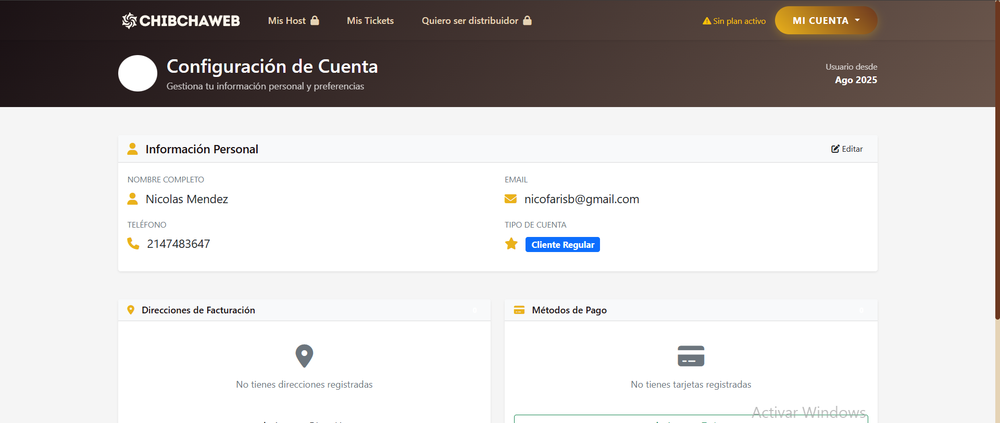 CHIBCHAWEB
Mis Host
Mis Tickets
Quiero ser distribuidor
Sin plan activo
MI CUENTA
Configuración de Cuenta
Gestiona tu información personal y preferencias
Usuario desde
Ago 2025
Información Personal
Editar
NOMBRE COMPLETO
Nicolas Mendez
EMAIL
nicofarisb@gmail.com
TELÉFONO
2147483647
TIPO DE CUENTA
Cliente Regular
Direcciones de Facturación
0
Métodos de Pago
0
No tienes direcciones registradas
No tienes tarjetas registradas
Activar Windows